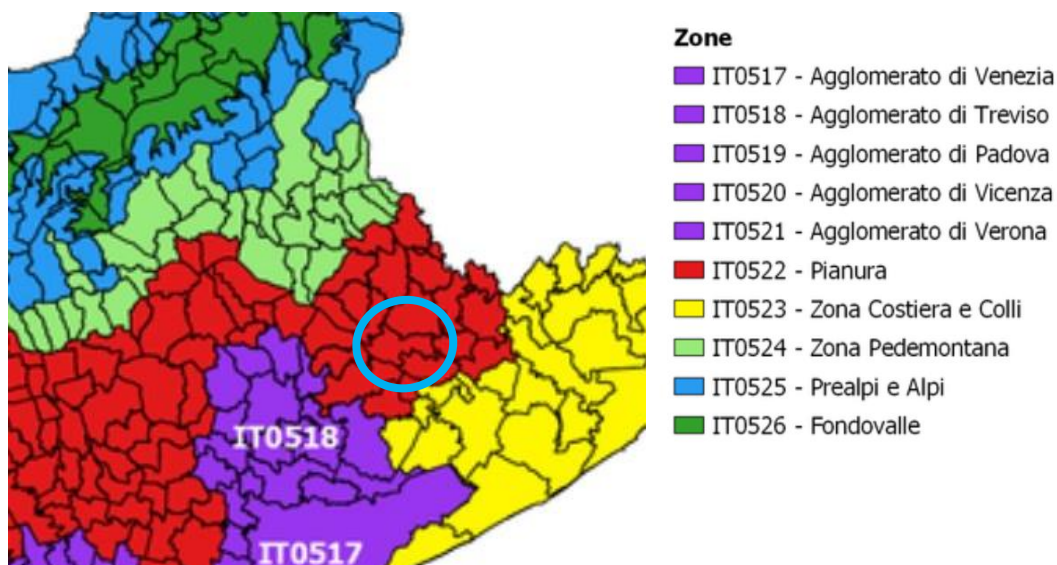 Zone
IT0517 - Agglomerato di Venezia
IT0518 - Agglomerato di Treviso
IT0519 - Agglomerato di Padova
IT0520 - Agglomerato di Vicenza
IT0521 - Agglomerato di Verona
IT0522 - Pianura
IT0523 - Zona Costiera e Colli
IT0524 - Zona Pedemontana
IT0525 - Prealpi e Alpi
IT0526 - Fondovalle
IT0518
IT0517